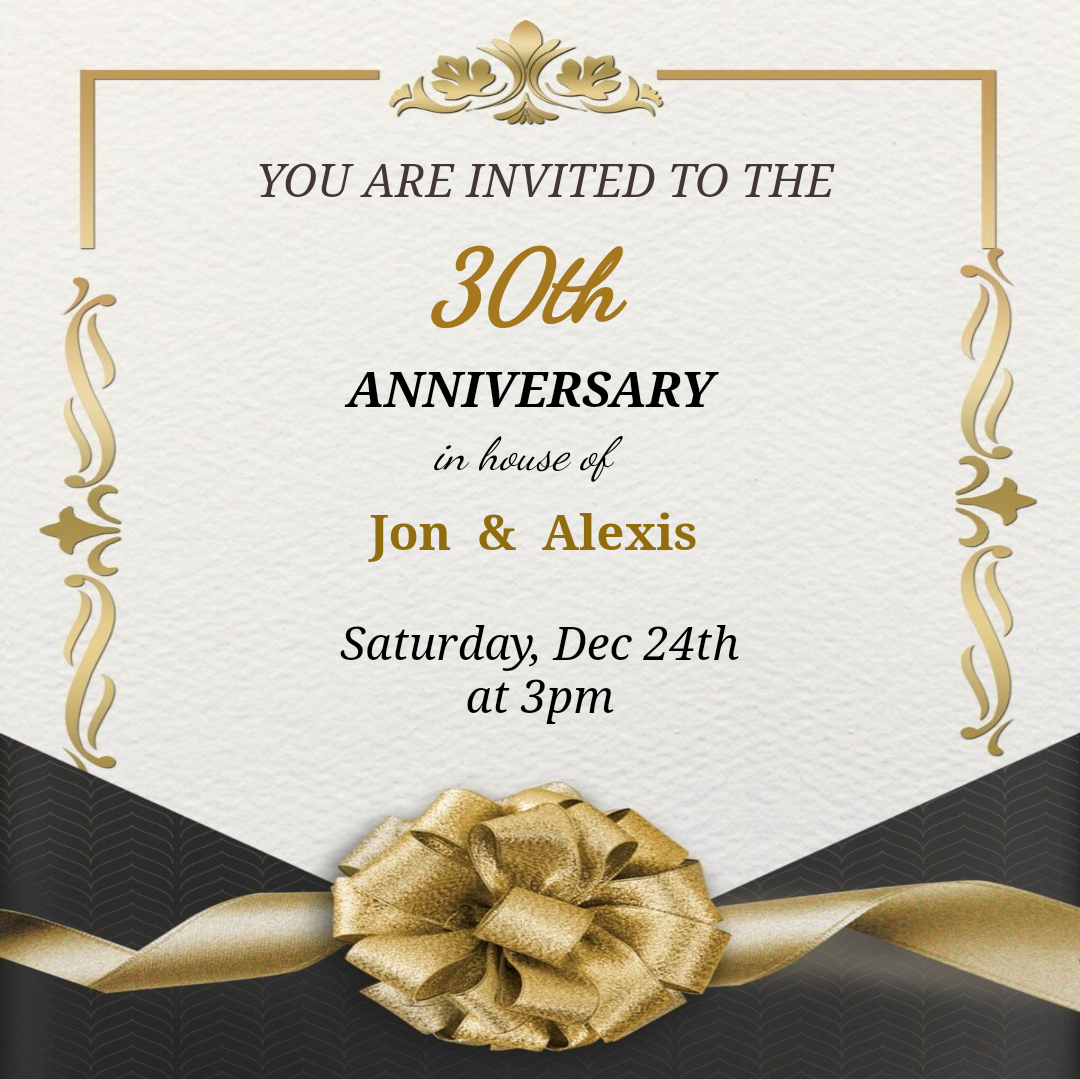 YOU ARE INVITED TO THE
30th
ANNIVERSARY
in house of
Jon & Alexis
Saturday, Dec 24th
at 3pm